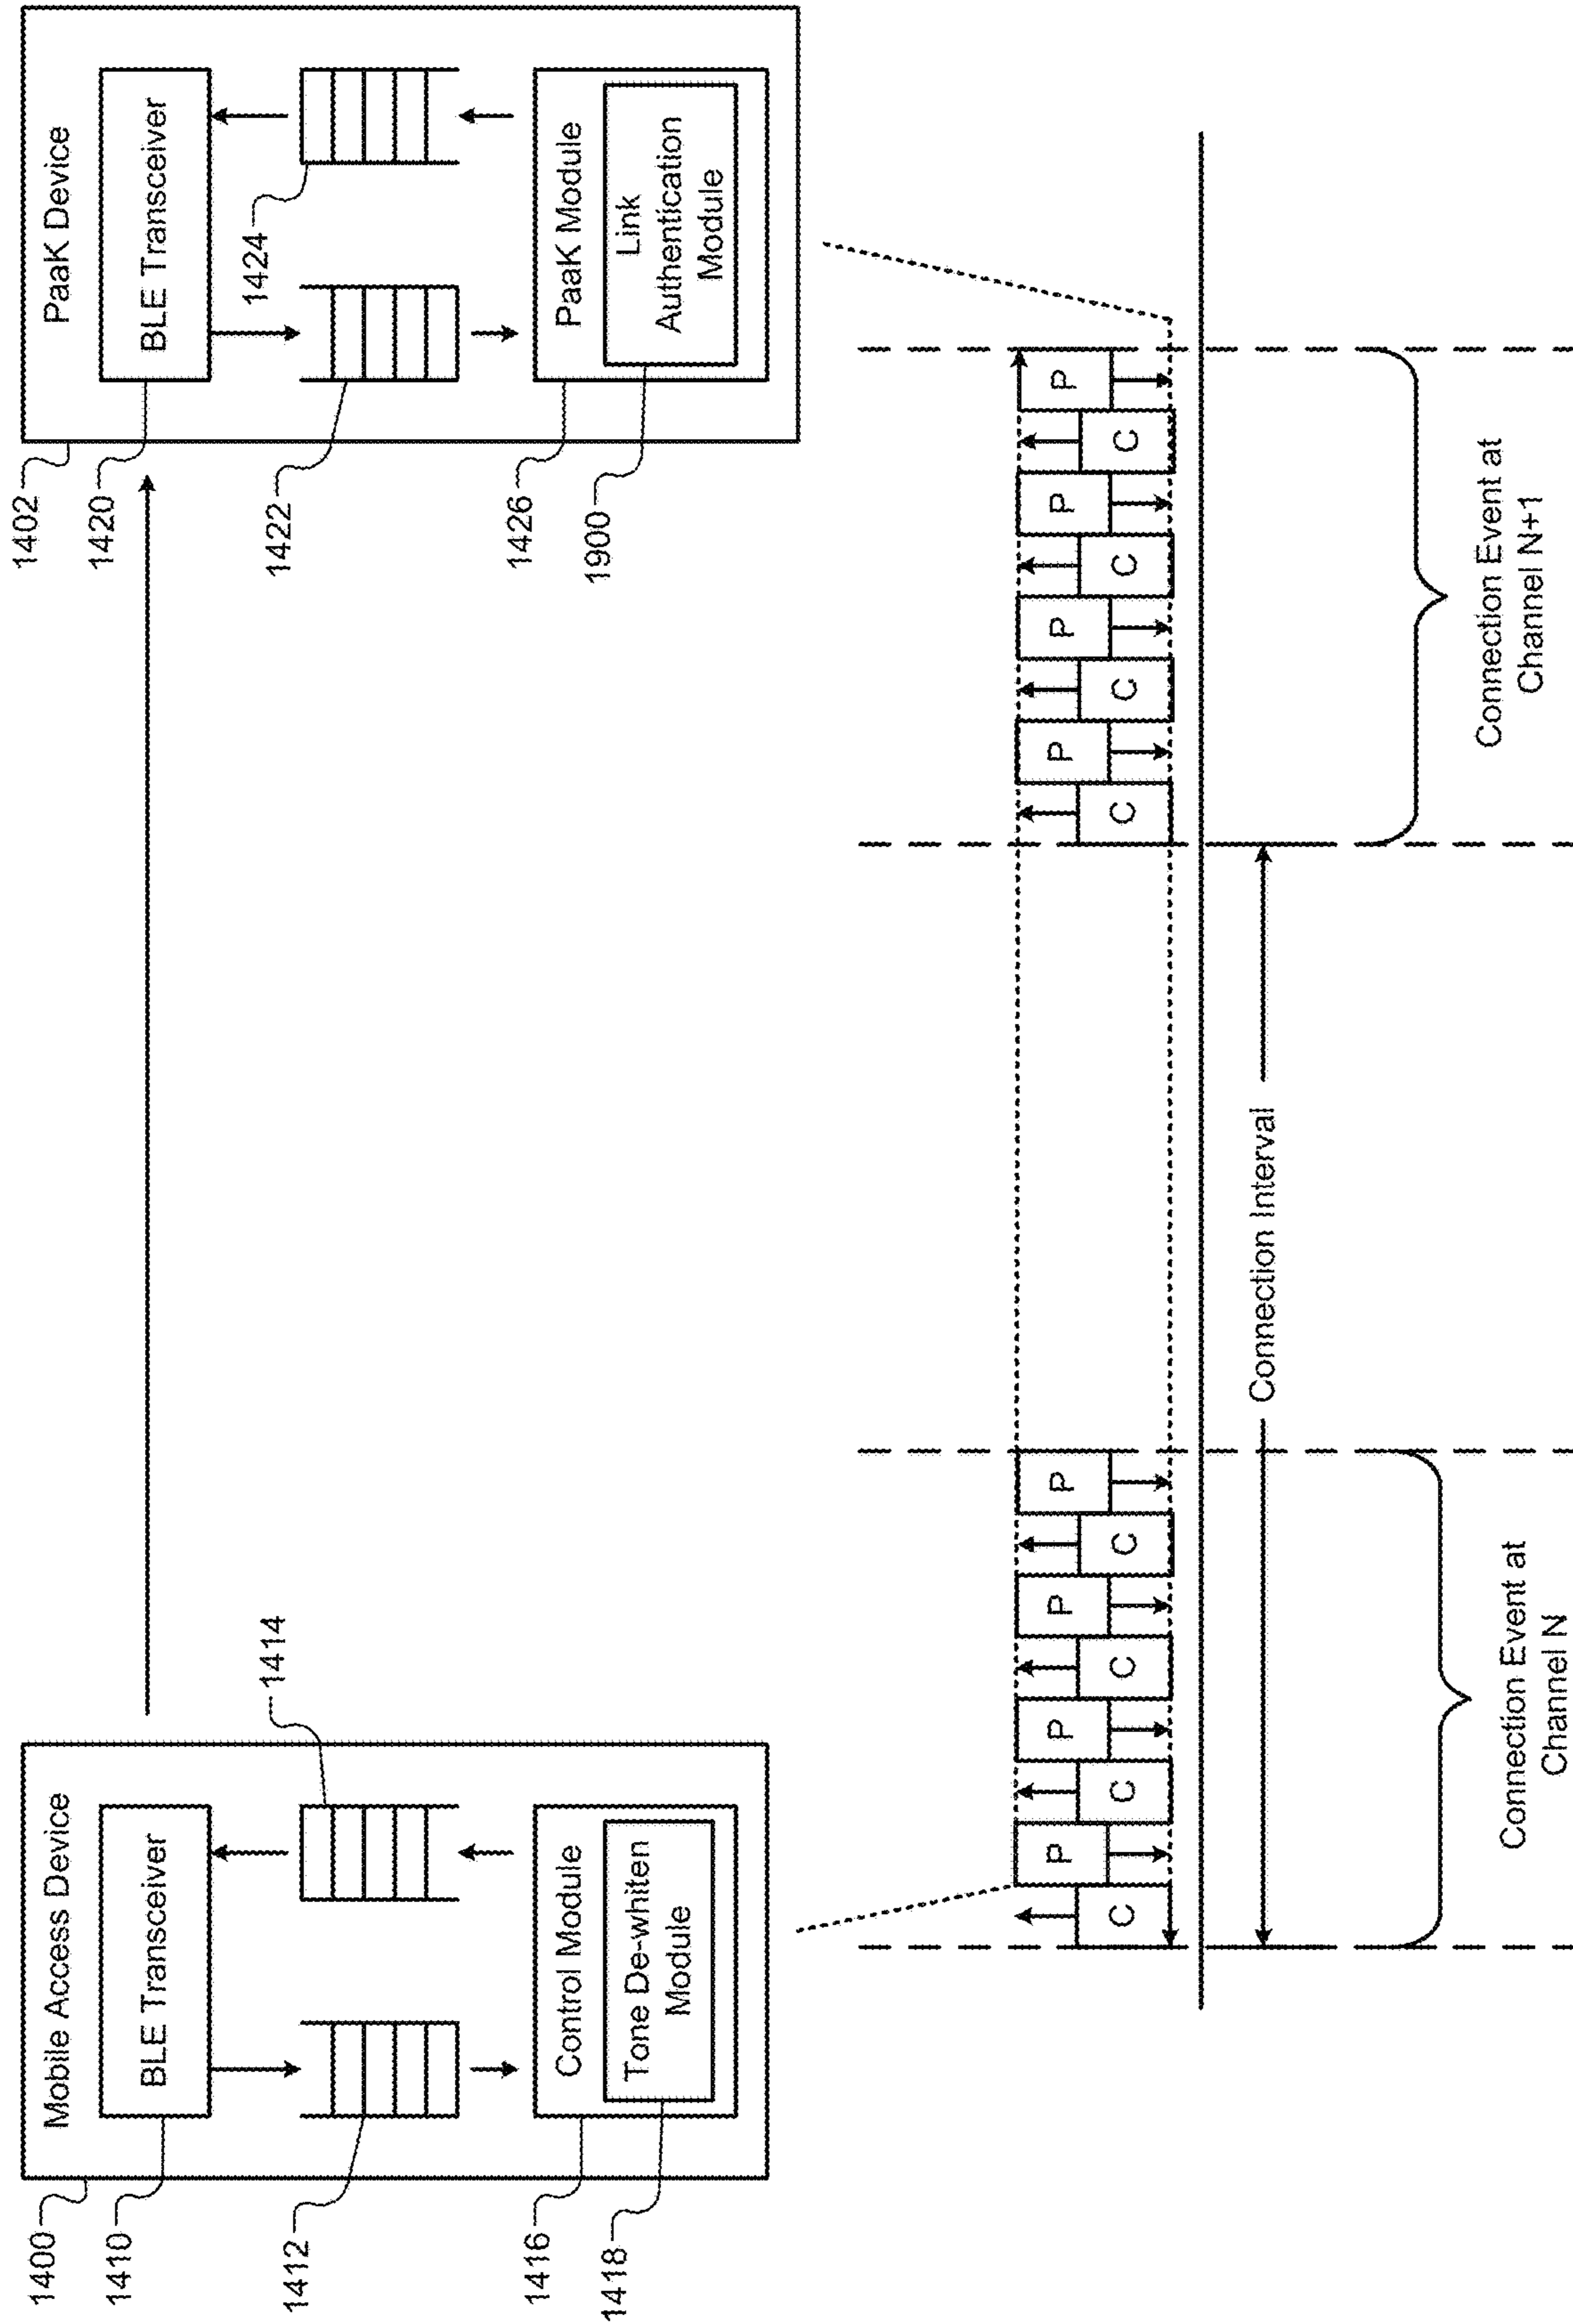 1400
1410
1412
1416
1418
Mobile Access Device
BLE Transceiver
1414
Control Module
Tone De-whiten
Module
1402
1420
1422
1426
1900
PaaK Device
BLE Transceiver
1424
PaaK Module
Link
Authentication
Module
C
P
C
P
C
P
C
P
C
P
C
P
C
P
C
P
Connection Interval
Connection Event at
Channel N
Connection Event at
Channel N+1